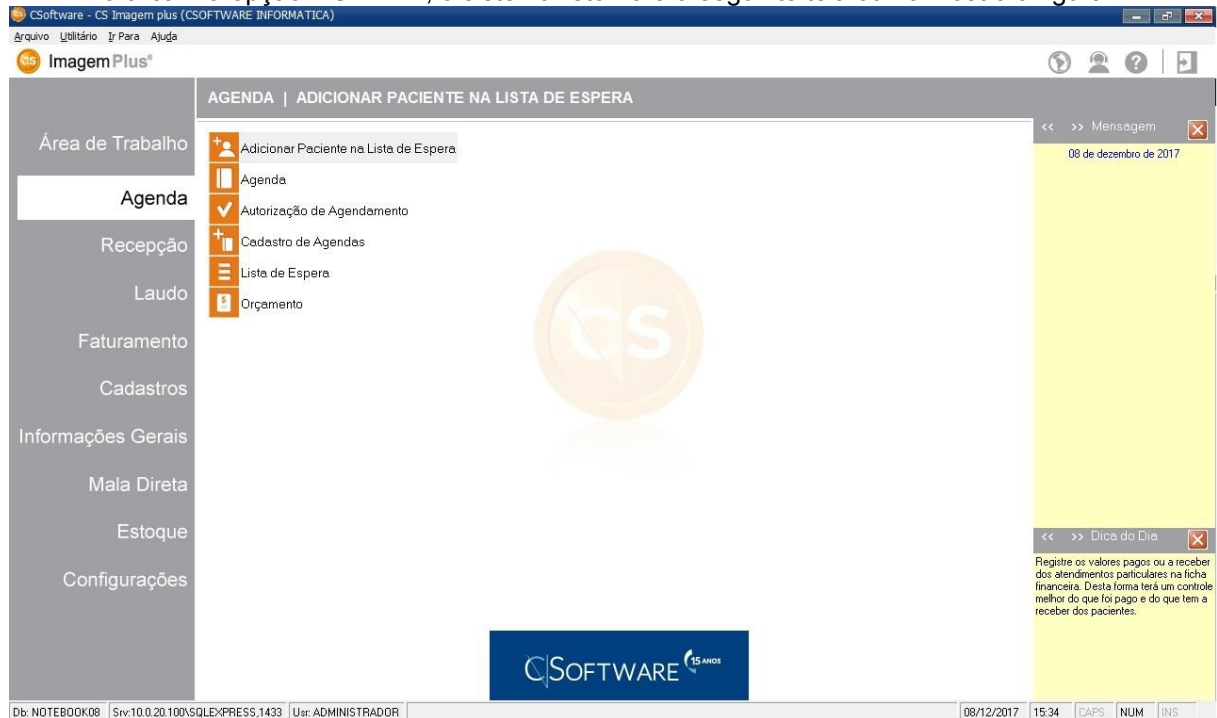 CSoftware - CS Imagem plus (CSOFTWARE INFORMATICA)
Arquivo Utilitário Ir Para Ajuda
CS ImagemPlus®
AGENDA | ADICIONAR PACIENTE NA LISTA DE ESPERA
Área de Trabalho
Agenda
Recepção
Laudo
Faturamento
Cadastros
Informações Gerais
Mala Direta
Estoque
Configurações
Adicionar Paciente na Lista de Espera
Agenda
Autorização de Agendamento
Cadastro de Agendas
Lista de Espera
Orçamento
CS
CSOFTWARE 15 ANOS
<< >> Mensagem
08 de dezembro de 2017
<< >> Dica do Dia
Registre os valores pagos ou a receber
dos atendimentos particulares na ficha
financeira. Desta forma terá um controle
melhor do que foi pago e do que tem a
receber dos pacientes.
Db: NOTEBOOK08 Srv:10.0.20.100\SQLEXPRESS,1433 Usr: ADMINISTRADOR 08/12/2017 15:34 CAPS NUM INS